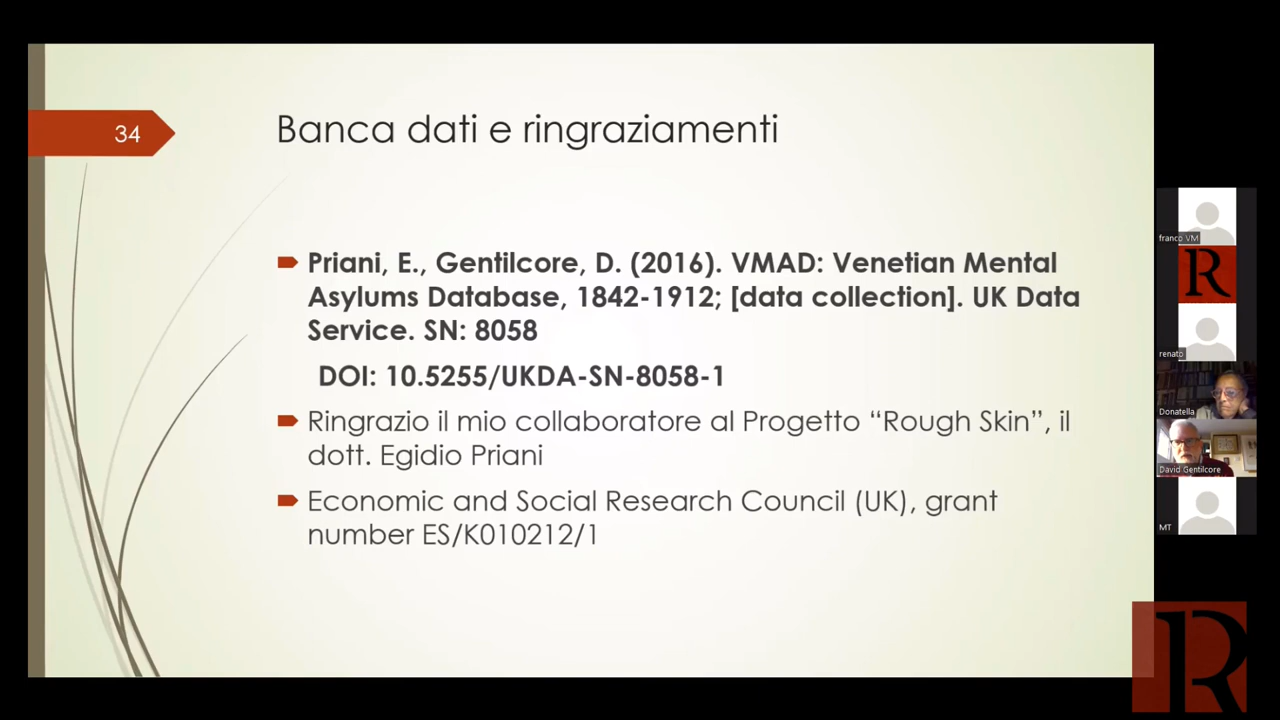 34
Banca dati e ringraziamenti
Priani, E., Gentilcore, D. (2016). VMAD: Venetian Mental
Asylums Database, 1842-1912; [data collection]. UK Data
Service. SN: 8058
DOI: 10.5255/UKDA-SN-8058-1
Ringrazio il mio collaboratore al Progetto “Rough Skin”, il
dott. Egidio Priani
Economic and Social Research Council (UK), grant
number ES/K010212/1
franco VM
R
renato
Donatella
David Gentilcore
MT
R